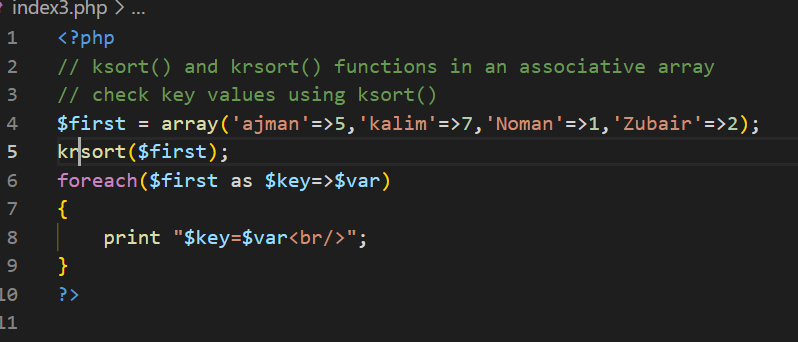 index3.php > ...
1 <?php
2 // ksort() and krsort() functions in an associative array
3 // check key values using ksort()
4 $first = array('ajman'=>5,'kalim'=>7,'Noman'=>1,'Zubair'=>2);
5 krsort($first);
6 foreach($first as $key=>$var)
7 {
8     print "$key=$var<br/>";
9 }
10 ?>
11